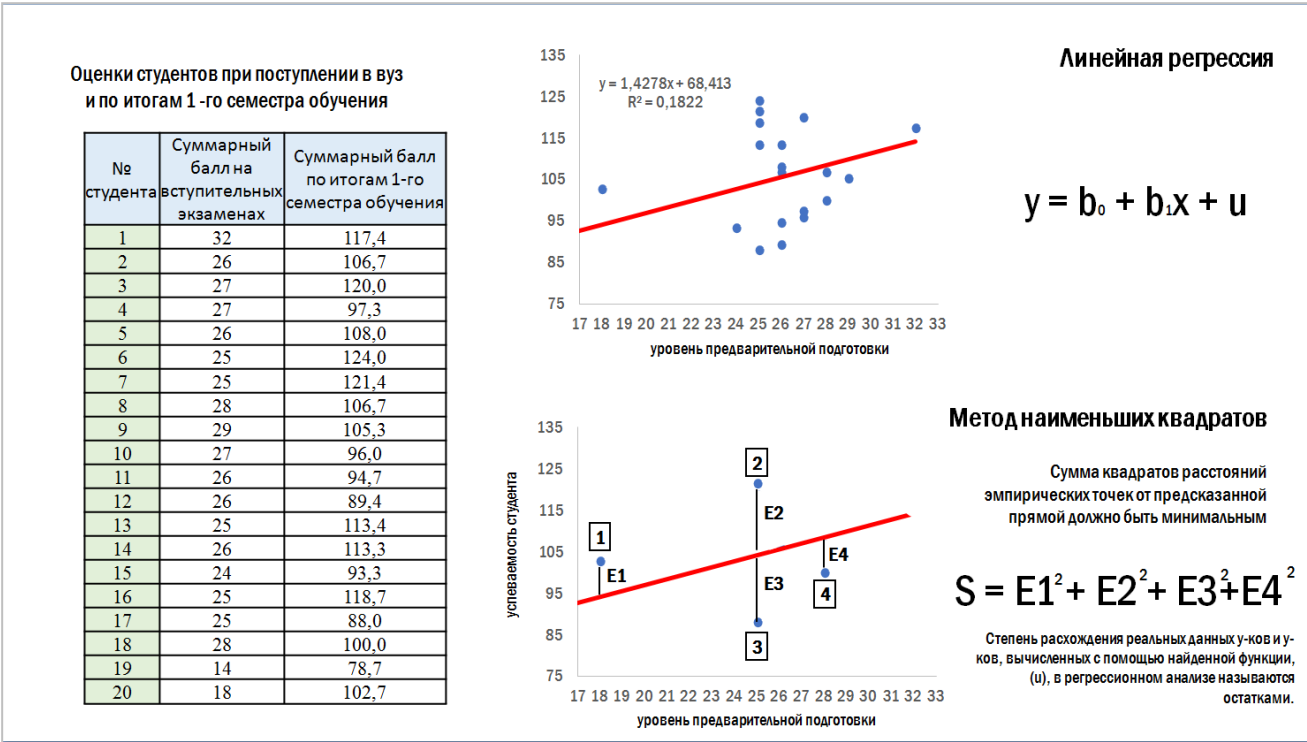 Оценки студентов при поступлении в вуз
и по итогам 1 -го семестра обучения
№ студента Суммарный балл на вступительных экзаменах Суммарный балл по итогам 1-го семестра обучения
1 32 117,4
2 26 106,7
3 27 120,0
4 27 97,3
5 26 108,0
6 25 124,0
7 25 121,4
8 28 106,7
9 29 105,3
10 27 96,0
11 26 94,7
12 26 89,4
13 25 113,4
14 26 113,3
15 24 93,3
16 25 118,7
17 25 88,0
18 28 100,0
19 14 78,7
20 18 102,7
135
125
115
105
95
85
75
y = 1,4278x + 68,413
R² = 0,1822
17 18 19 20 21 22 23 24 25 26 27 28 29 30 31 32 33
уровень предварительной подготовки
Линейная регрессия
y = b₀ + b₁x + u
135
125
115
105
95
85
75
успеваемость студента
1
E1
2
E2
E3
3
E4
4
17 18 19 20 21 22 23 24 25 26 27 28 29 30 31 32 33
уровень предварительной подготовки
Метод наименьших квадратов
Сумма квадратов расстояний
эмпирических точек от предсказанной
прямой должно быть минимальным
S = E1² + E2² + E3²+E4²
Степень расхождения реальных данных у-ков и у-
ков, вычисленных с помощью найденной функции,
(u), в регрессионном анализе называются
остатками.